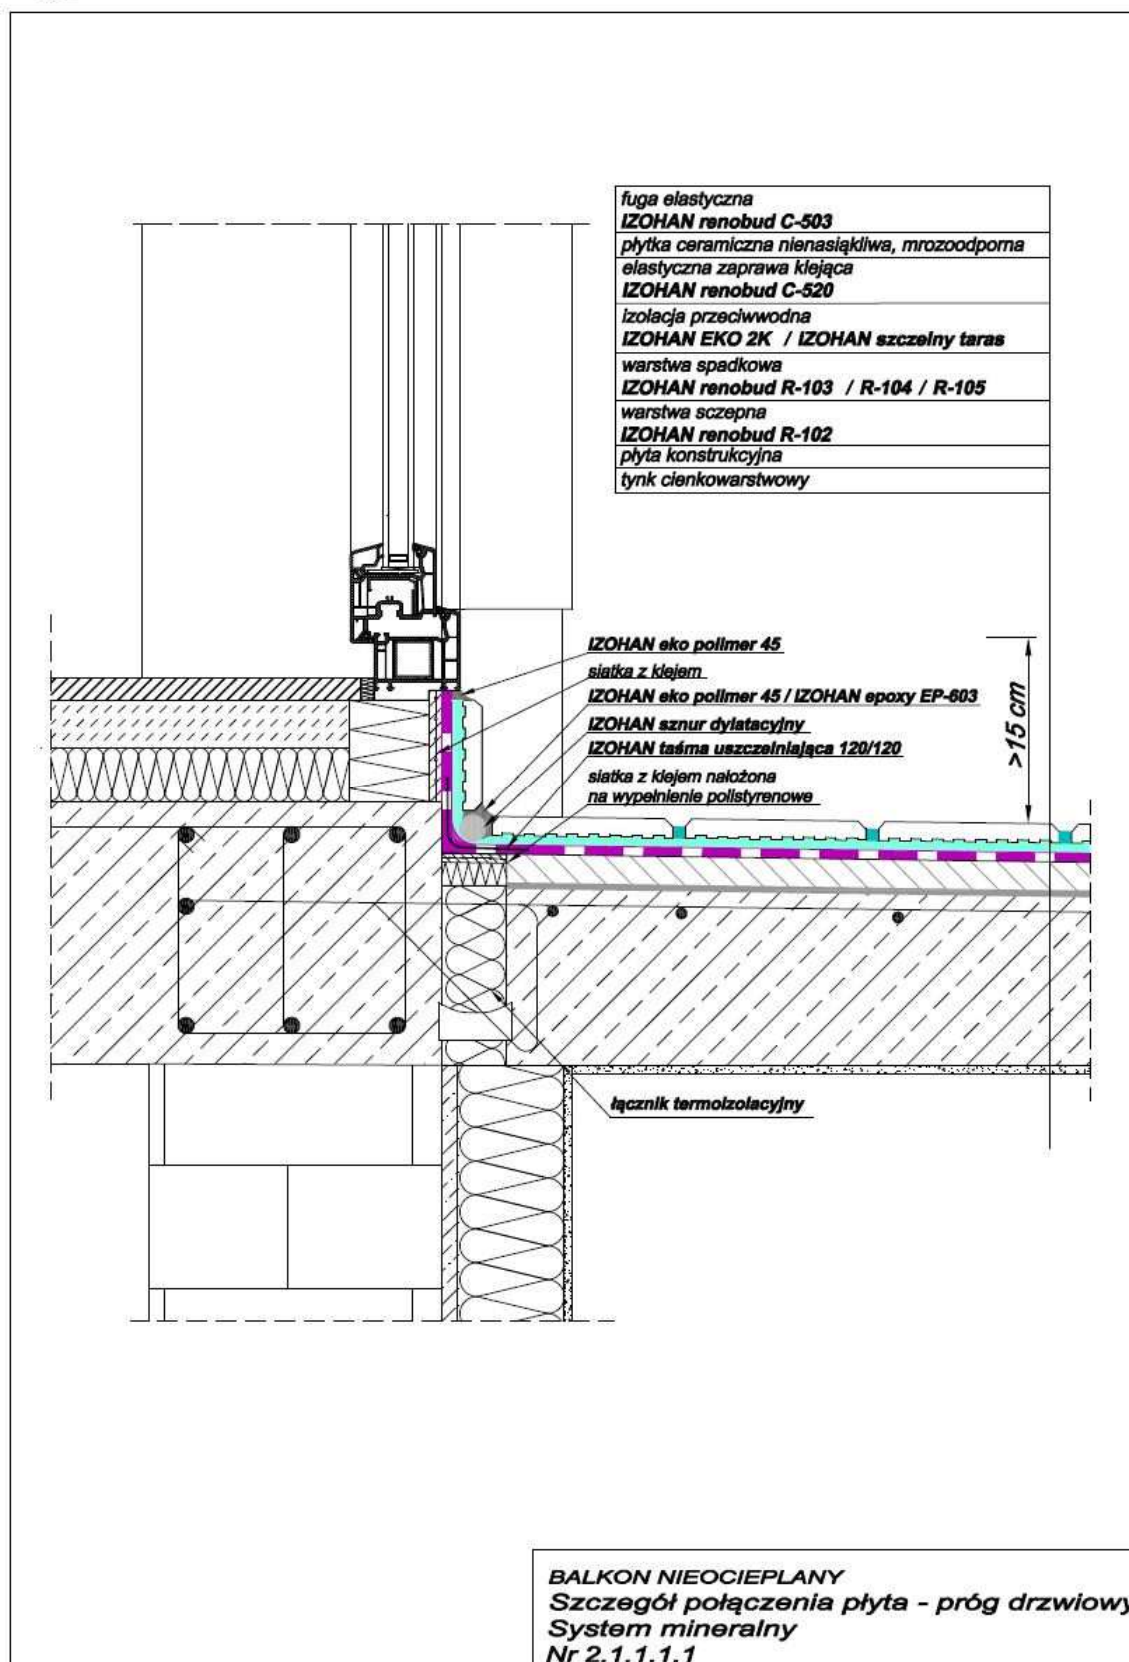 fuga elastyczna
IZOHAN renobud C-503
płytka ceramiczna nienasiąkliwa, mrozoodporna
elastyczna zaprawa klejąca
IZOHAN renobud C-520
izolacja przeciwwodna
IZOHAN EKO 2K / IZOHAN szczelny taras
warstwa spadkowa
IZOHAN renobud R-103 / R-104 / R-105
warstwa sczepna
IZOHAN renobud R-102
płyta konstrukcyjna
tynk cienkowarstwowy
IZOHAN eko polimer 45
siatka z klejem
IZOHAN eko polimer 45 / IZOHAN epoxy EP-603
IZOHAN sznur dylatacyjny
IZOHAN taśma uszczelniająca 120/120
siatka z klejem nałożona
na wypełnienie polistyrenowe
>15 cm
łącznik termoizolacyjny
BALKON NIEOCIEPLANY
Szczegół połączenia płyta - próg drzwiowy
System mineralny
Nr 2.1.1.1.1